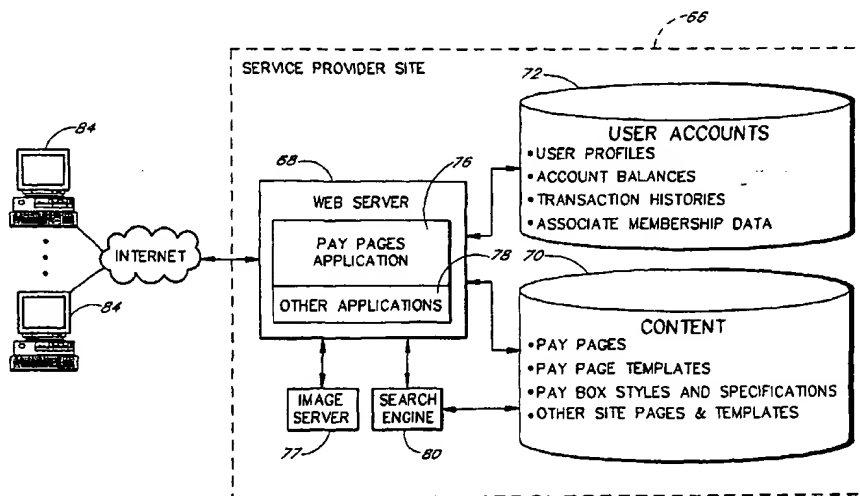 66
SERVICE PROVIDER SITE
72
USER ACCOUNTS
•USER PROFILES
•ACCOUNT BALANCES
•TRANSACTION HISTORIES
•ASSOCIATE MEMBERSHIP DATA
84
68
76
WEB SERVER
PAY PAGES
APPLICATION
78
OTHER APPLICATIONS
INTERNET
84
70
CONTENT
•PAY PAGES
•PAY PAGE TEMPLATES
•PAY BOX STYLES AND SPECIFICATIONS
•OTHER SITE PAGES & TEMPLATES
IMAGE
SERVER
77
SEARCH
ENGINE
80